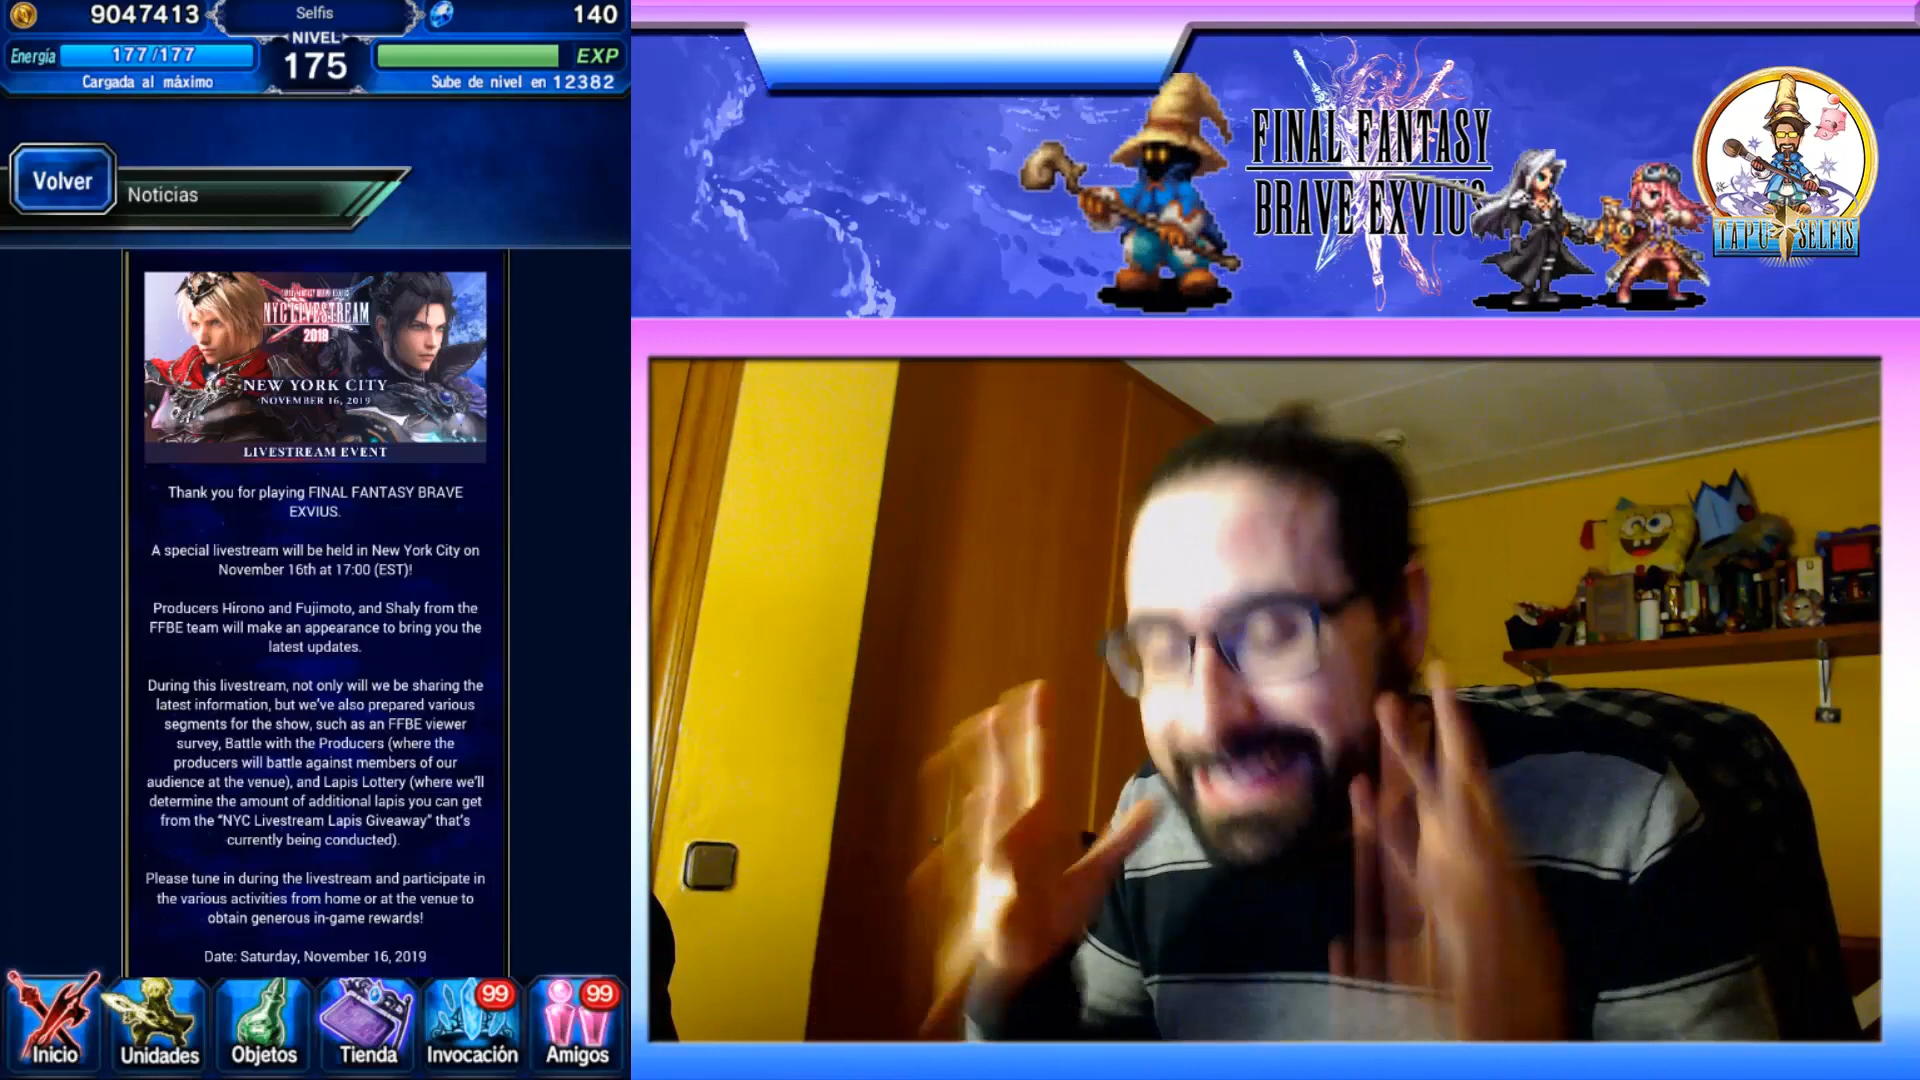 9047413
Selfis
140
NIVEL
175
Energía
177/177
EXP
Cargada al máximo
Sube de nivel en 12382
Volver
Noticias
NYC LIVESTREAM
NEW YORK CITY
NOVEMBER 16, 2019
LIVESTREAM EVENT
Thank you for playing FINAL FANTASY BRAVE
EXVIUS.
A special livestream will be held in New York City on
November 16th at 17:00 (EST)!
Producers Hirono and Fujimoto, and Shaly from the
FFBE team will make an appearance to bring you the
latest updates.
During this livestream, not only will we be sharing the
latest information, but we've also prepared various
segments for the show, such as an FFBE viewer
survey, Battle with the Producers (where the
producers will battle against members of our
audience at the venue), and Lapis Lottery (where we'll
determine the amount of additional lapis you can get
from the “NYC Livestream Lapis Giveaway” that's
currently being conducted).
Please tune in during the livestream and participate in
the various activities from home or at the venue to
obtain generous in-game rewards!
Date: Saturday, November 16, 2019
Inicio
Unidades
Objetos
Tienda
99
Invocación
99
Amigos
FINAL FANTASY
BRAVE EXVIUS
TAPU SELFIS